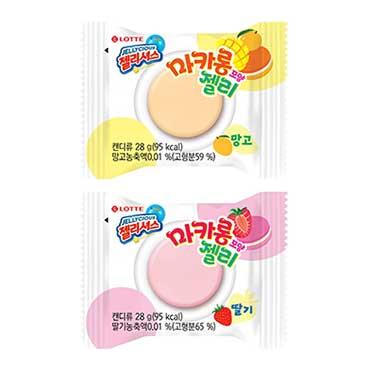 LOTTE
JELLYCIOUS
젤리셔스
마카롱
모양
젤리
망고
캔디류 28 g(95 kcal)
망고농축액0.01 %(고형분59 %)
LOTTE
JELLYCIOUS
젤리셔스
마카롱
모양
젤리
딸기
캔디류 28 g(95 kcal)
딸기농축액0.01 %(고형분65 %)